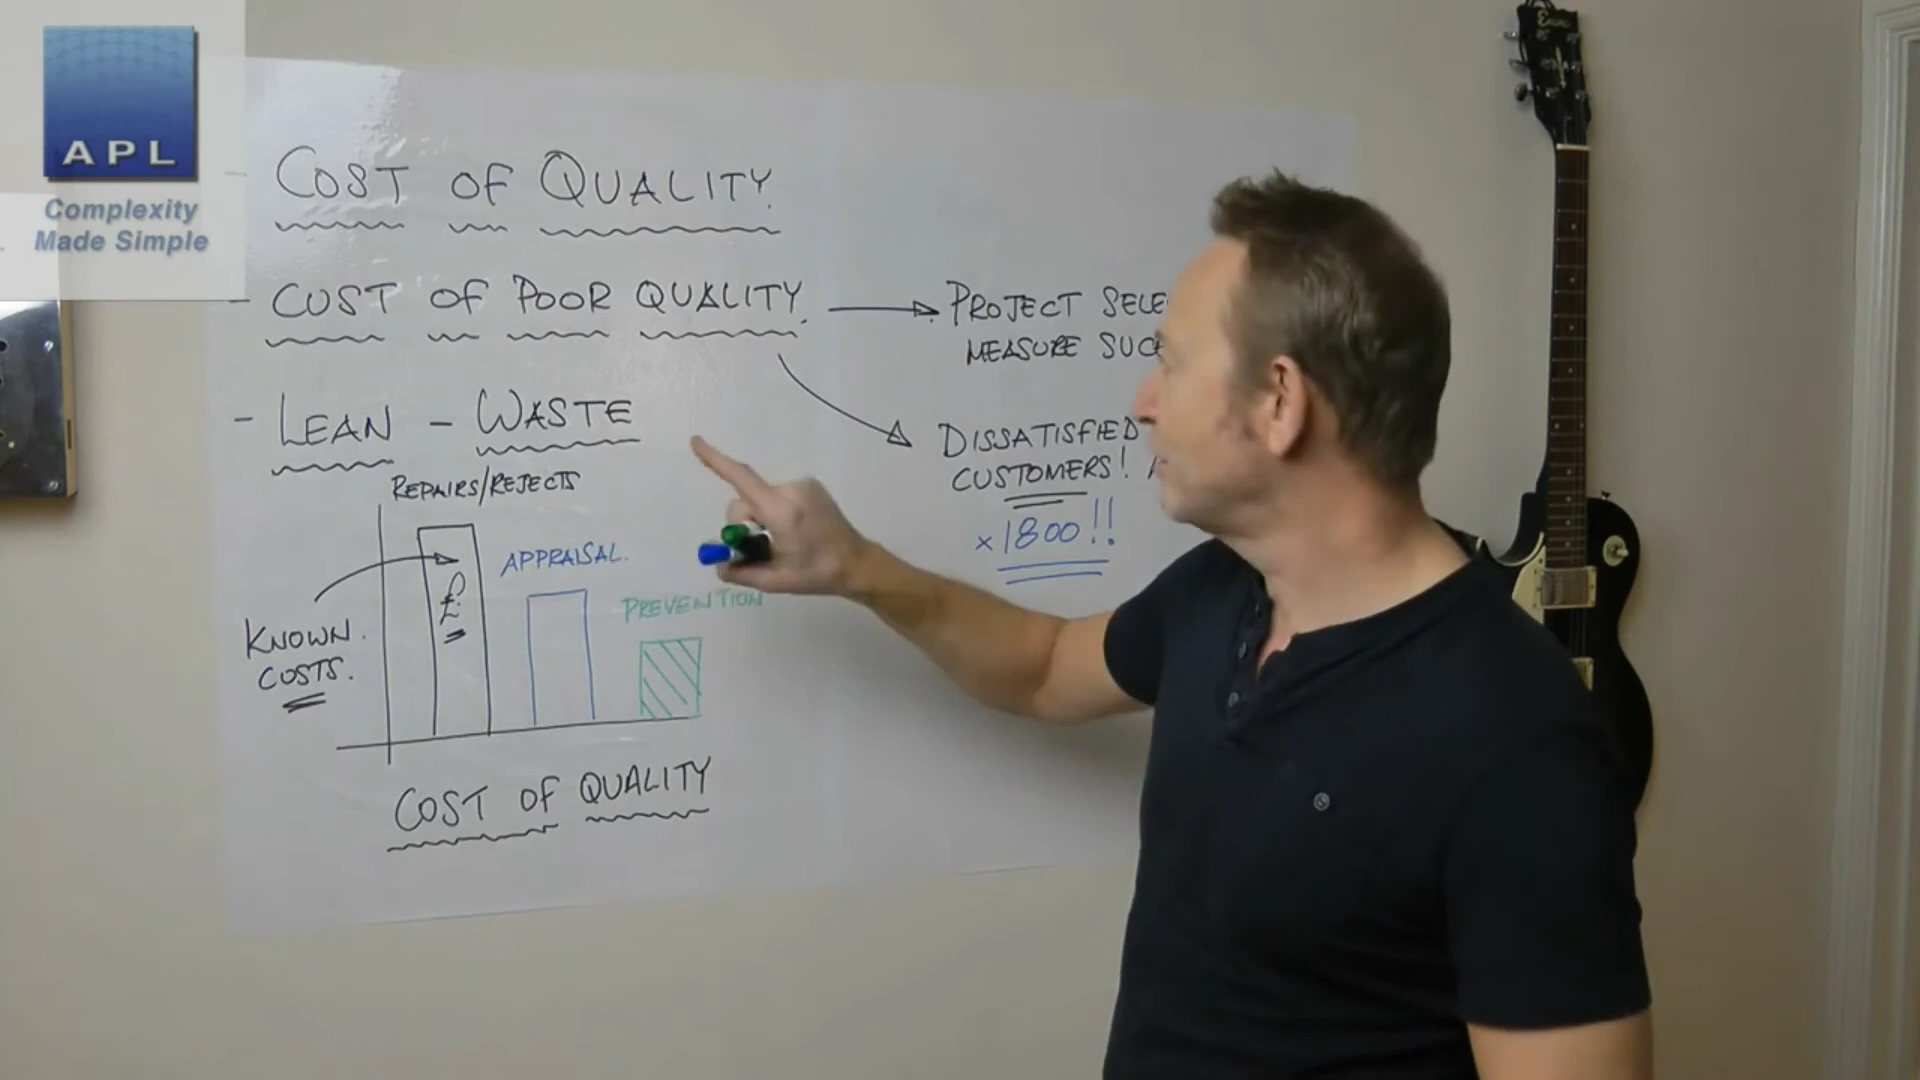 APL
Complexity
Made Simple
COST OF QUALITY.
- COST OF POOR QUALITY.
PROJECT
MEASURE
- LEAN - WASTE
DISSATISFIED
CUSTOMERS!
×1800!!
REPAIRS/REJECTS
APPRAISAL.
PREVENTION
£
KNOWN.
COSTS.
COST OF QUALITY